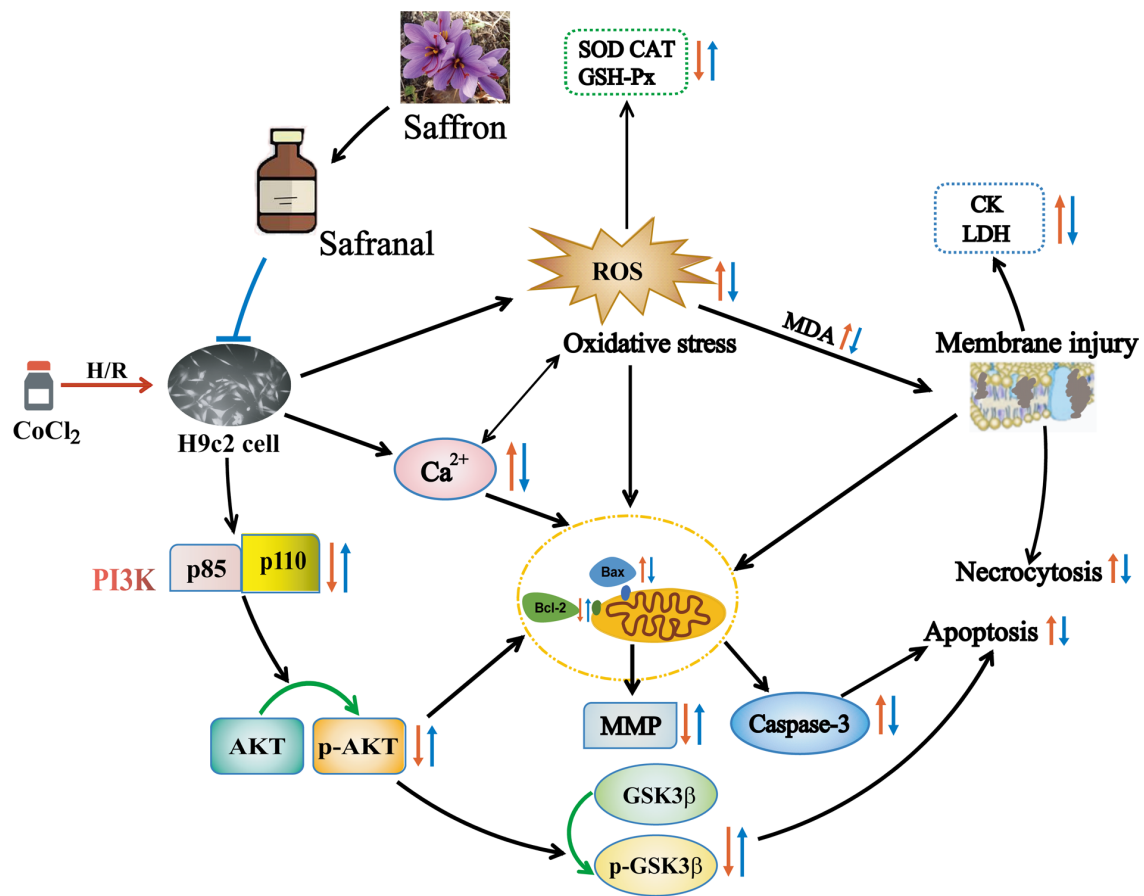 SOD CAT
GSH-Px
Saffron
Safranal
CK
LDH
ROS
Oxidative stress
MDA
Membrane injury
H/R
CoCl₂
H9c2 cell
Ca²⁺
PI3K
p85
p110
Bax
Bcl-2
Necrocytosis
Apoptosis
AKT
p-AKT
MMP
Caspase-3
GSK3β
p-GSK3β